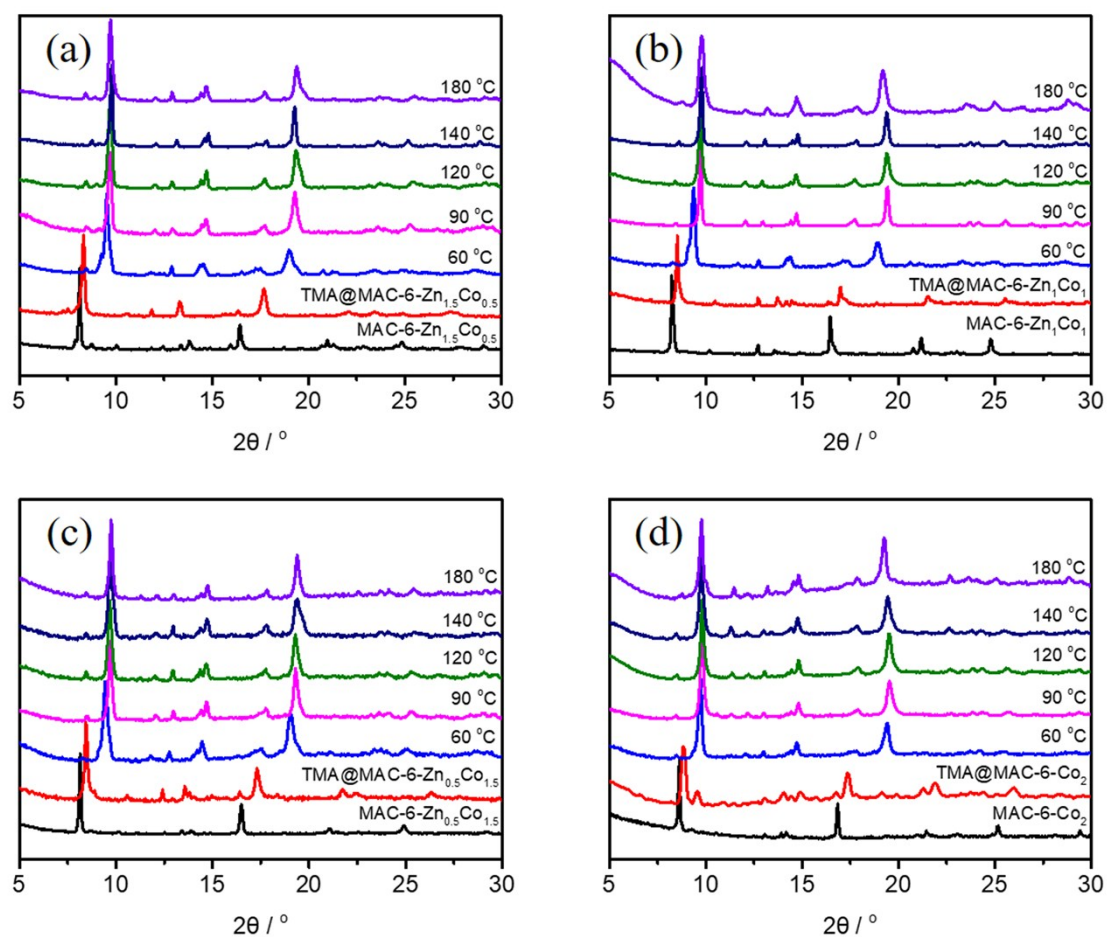 (a)
180 °C
140 °C
120 °C
90 °C
60 °C
TMA@MAC-6-Zn1.5Co0.5
MAC-6-Zn1.5Co0.5
5 10 15 20 25 30
2θ / °
(b)
180 °C
140 °C
120 °C
90 °C
60 °C
TMA@MAC-6-Zn1Co1
MAC-6-Zn1Co1
5 10 15 20 25 30
2θ / °
(c)
180 °C
140 °C
120 °C
90 °C
60 °C
TMA@MAC-6-Zn0.5Co1.5
MAC-6-Zn0.5Co1.5
5 10 15 20 25 30
2θ / °
(d)
180 °C
140 °C
120 °C
90 °C
60 °C
TMA@MAC-6-Co2
MAC-6-Co2
5 10 15 20 25 30
2θ / °